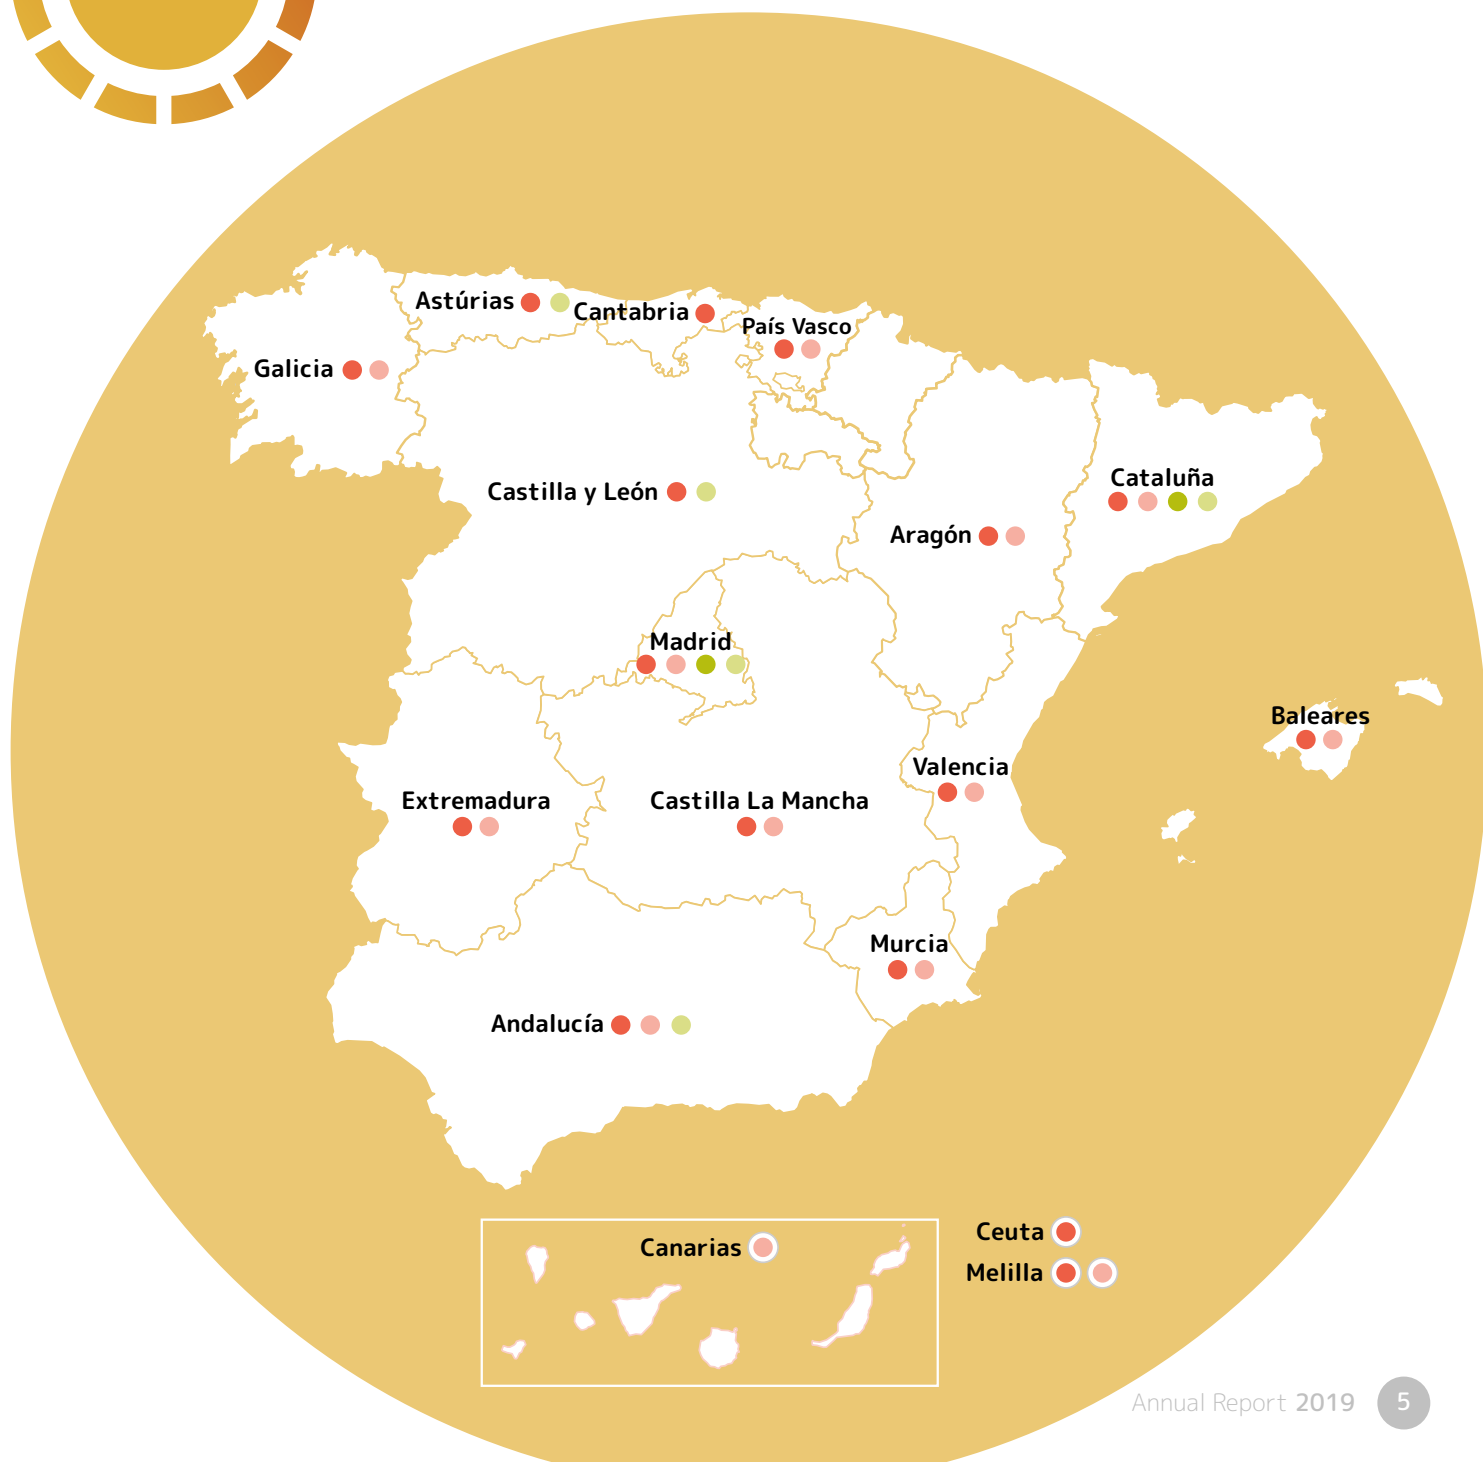 Astúrias
Cantabria
País Vasco
Galicia
Cataluña
Castilla y León
Aragón
Madrid
Baleares
Valencia
Extremadura
Castilla La Mancha
Murcia
Andalucía
Ceuta
Canarias
Melilla
Annual Report 2019 5